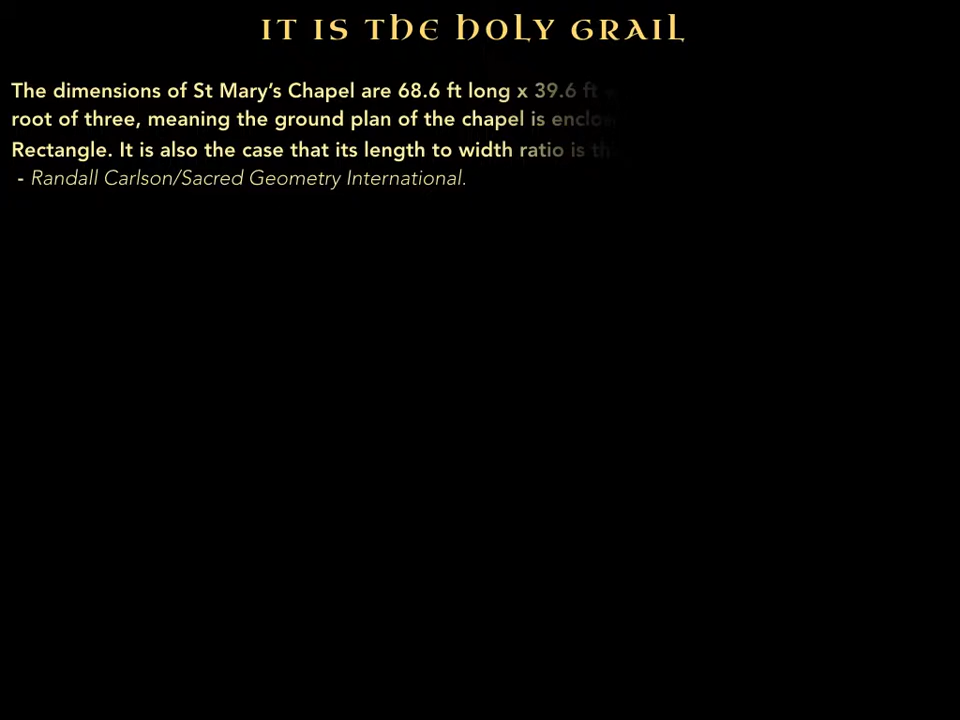 IT IS THE HOLY GRAIL
The dimensions of St Mary's Chapel are 68.6 ft long x 39.6 ft
root of three, meaning the ground plan of the chapel is
Rectangle. It is also the case that its length to width ratio is
- Randall Carlson/Sacred Geometry International.